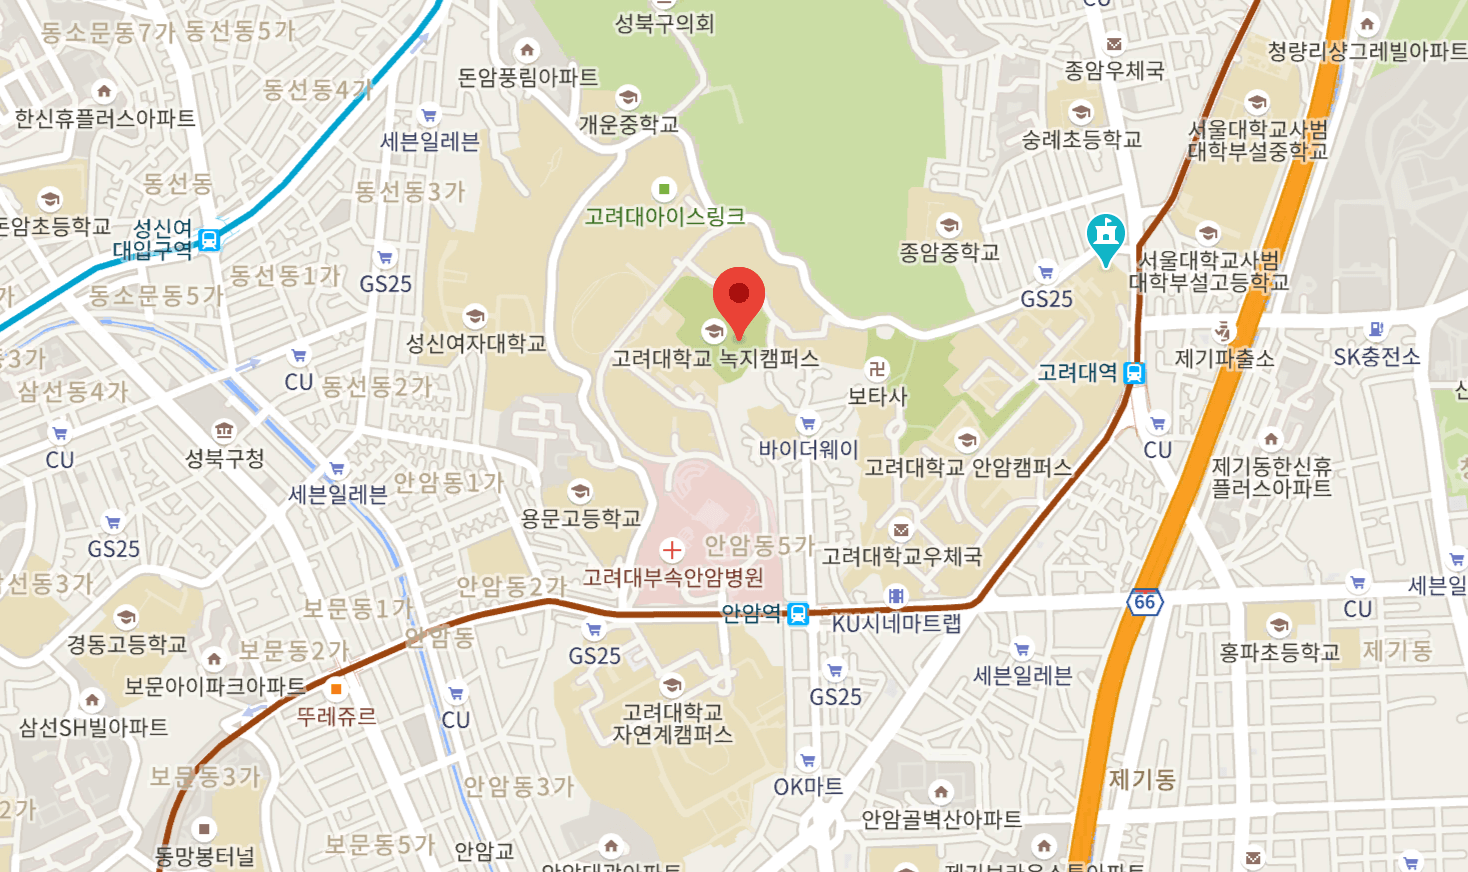 성북구의회
CU
동소문동7가
동선동5가
종암우체국
청량리샹그레빌아파트
돈암풍림아파트
동선동4가
한신휴플러스아파트
개운중학교
세븐일레븐
숭례초등학교
서울대학교사범
대학부설중학교
동선동
동선동3가
고려대아이스링크
돈암초등학교
성신여
대입구역
종암중학교
서울대학교사범
대학부설고등학교
동선동1가
GS25
동소문동5가
GS25
성신여자대학교
고려대학교 녹지캠퍼스
제기파출소
SK충전소
3가
CU
동선동2가
삼선동4가
고려대역
보타사
CU
성북구청
바이더웨이
CU
고려대학교 안암캠퍼스
제기동한신휴
플러스아파트
세븐일레븐
안암동1가
용문고등학교
GS25
안암동5가
고려대학교우체국
고려대부속안암병원
선동3가
안암동2가
보문동1가
66
CU
세븐일
안암역
KU시네마트랩
안암동
경동고등학교
보문동2가
GS25
홍파초등학교
제기동
세븐일레븐
보문아이파크아파트
GS25
뚜레쥬르
CU
고려대학교
자연계캠퍼스
삼선SH빌아파트
보문동3가
안암동3가
OK마트
제기동
2가
안암골벽산아파트
보문동5가
동망봉터널
안암교
안암대광아파트